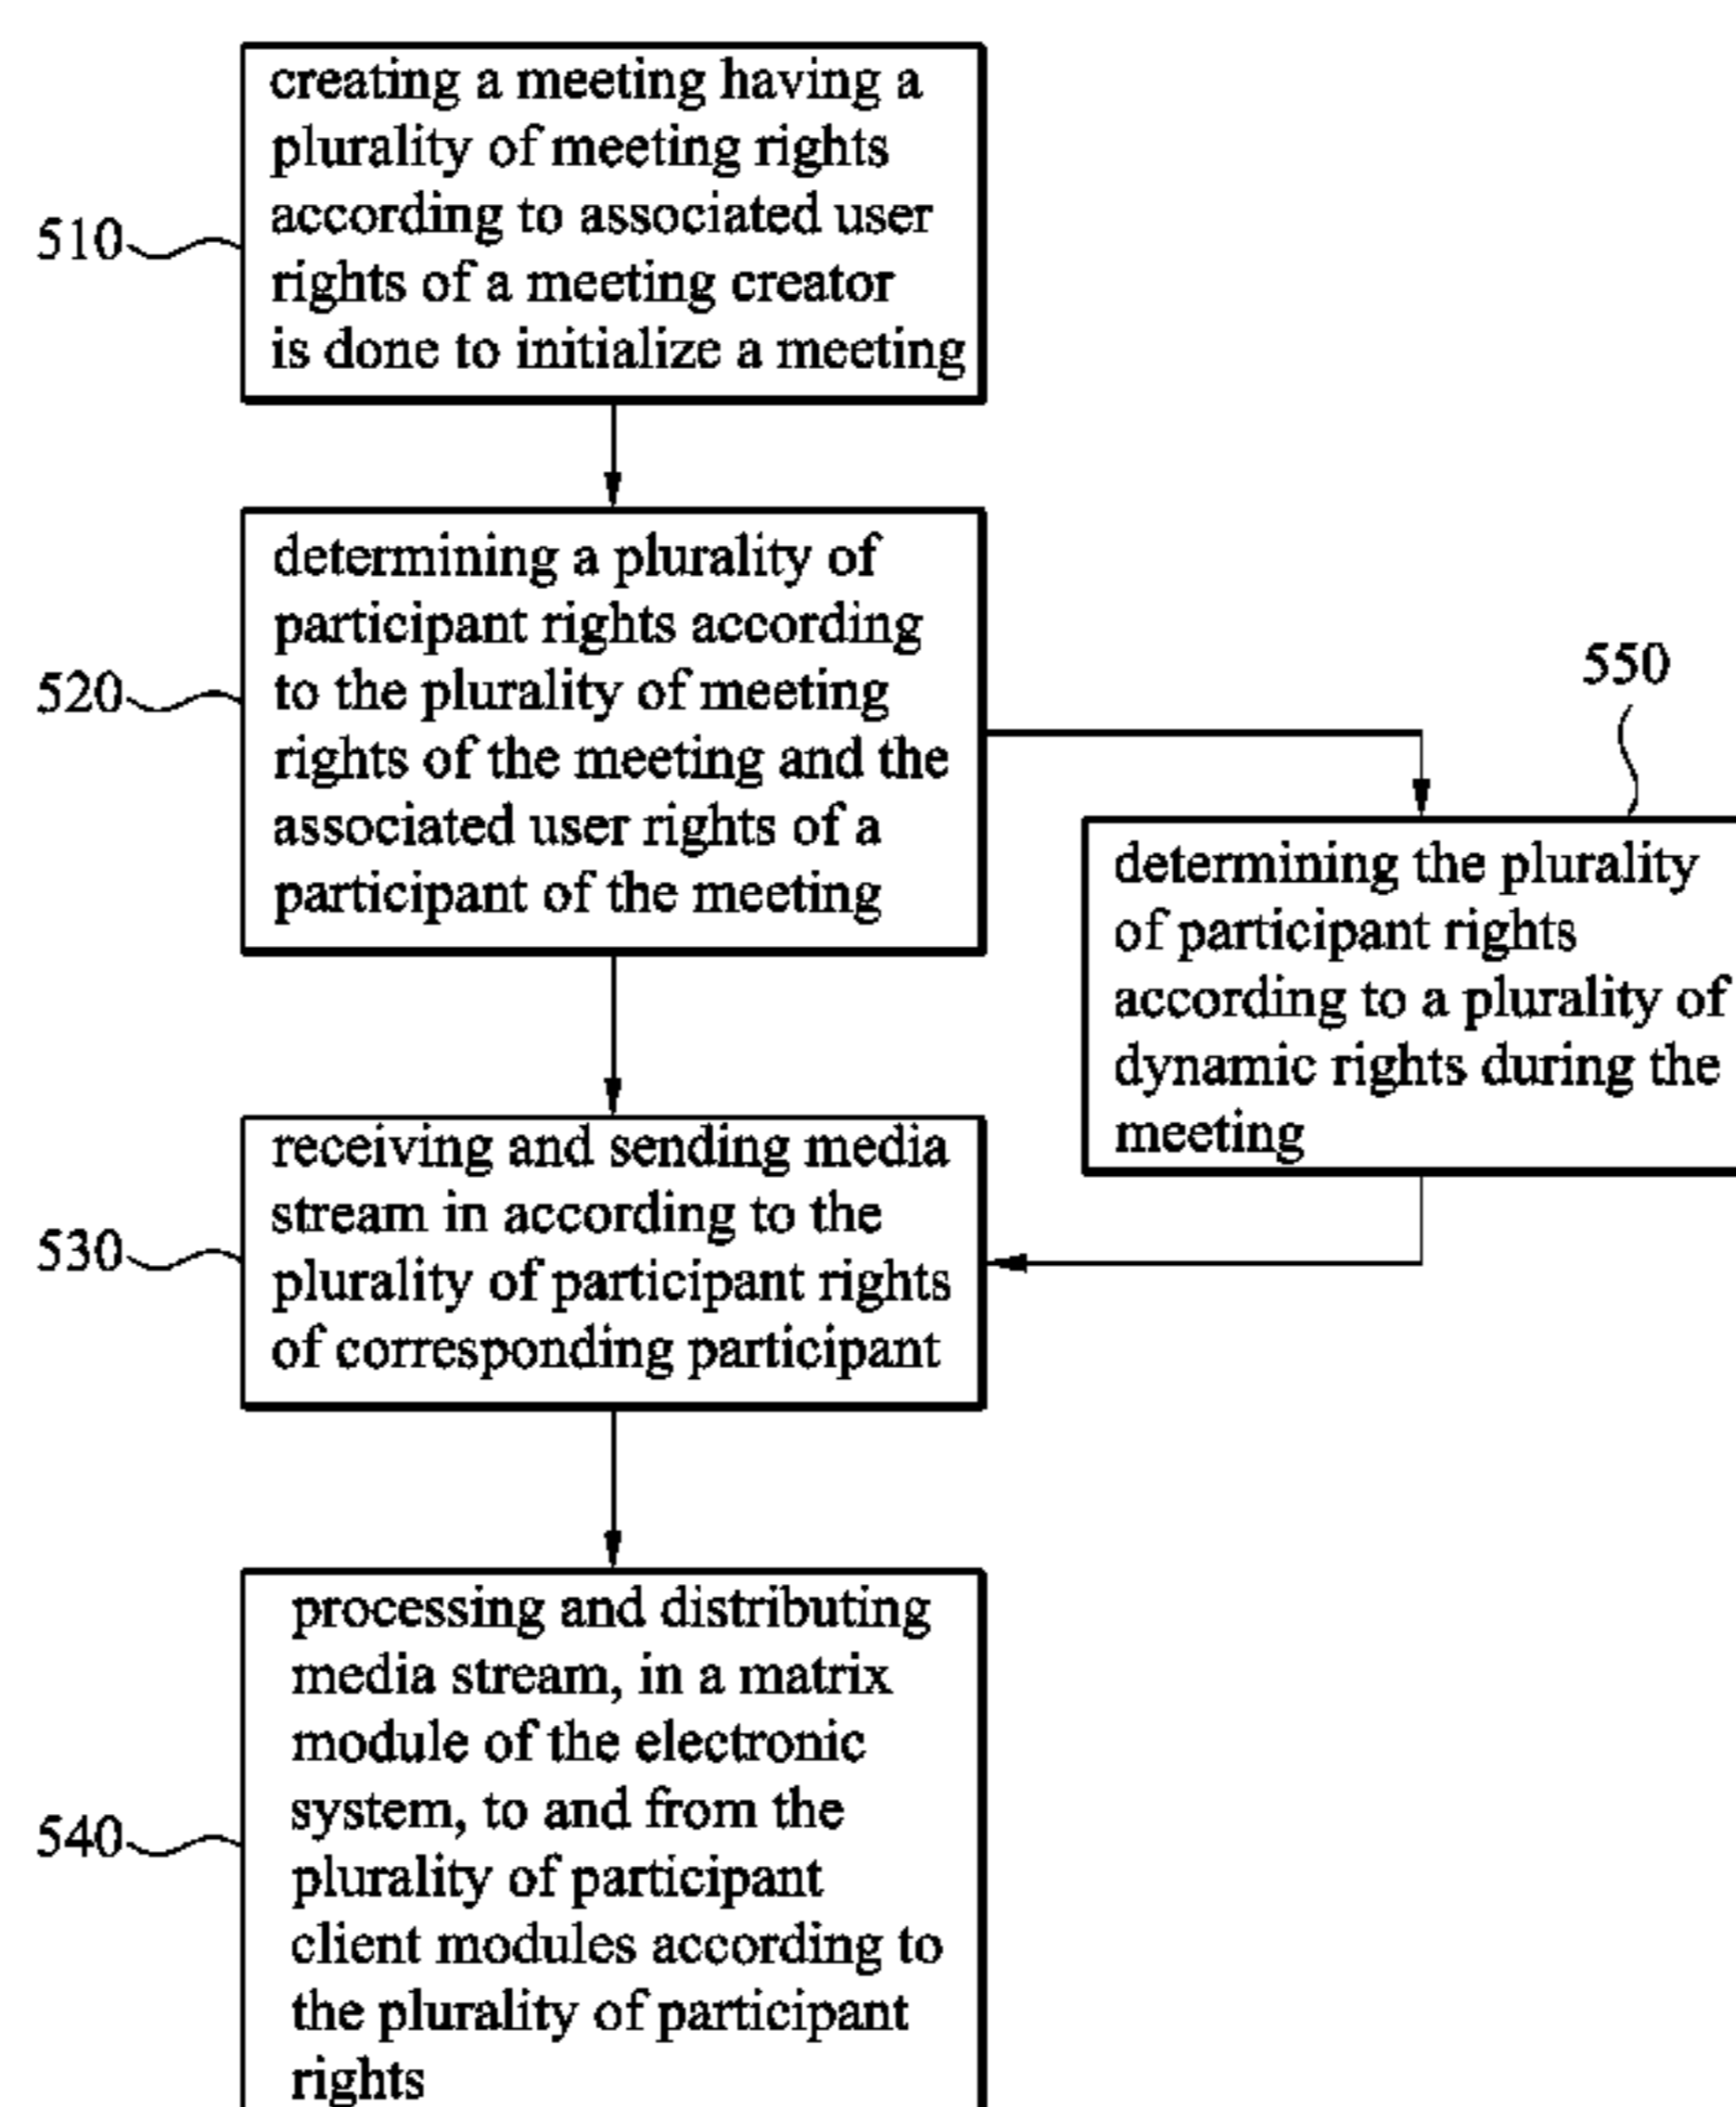 creating a meeting having a
plurality of meeting rights
according to associated user
rights of a meeting creator
is done to initialize a meeting
510
determining a plurality of
participant rights according
to the plurality of meeting
rights of the meeting and the
associated user rights of a
participant of the meeting
520
550
determining the plurality
of participant rights
according to a plurality of
dynamic rights during the
meeting
receiving and sending media
stream in according to the
plurality of participant rights
of corresponding participant
530
processing and distributing
media stream, in a matrix
module of the electronic
system, to and from the
plurality of participant
client modules according to
the plurality of participant
rights
540